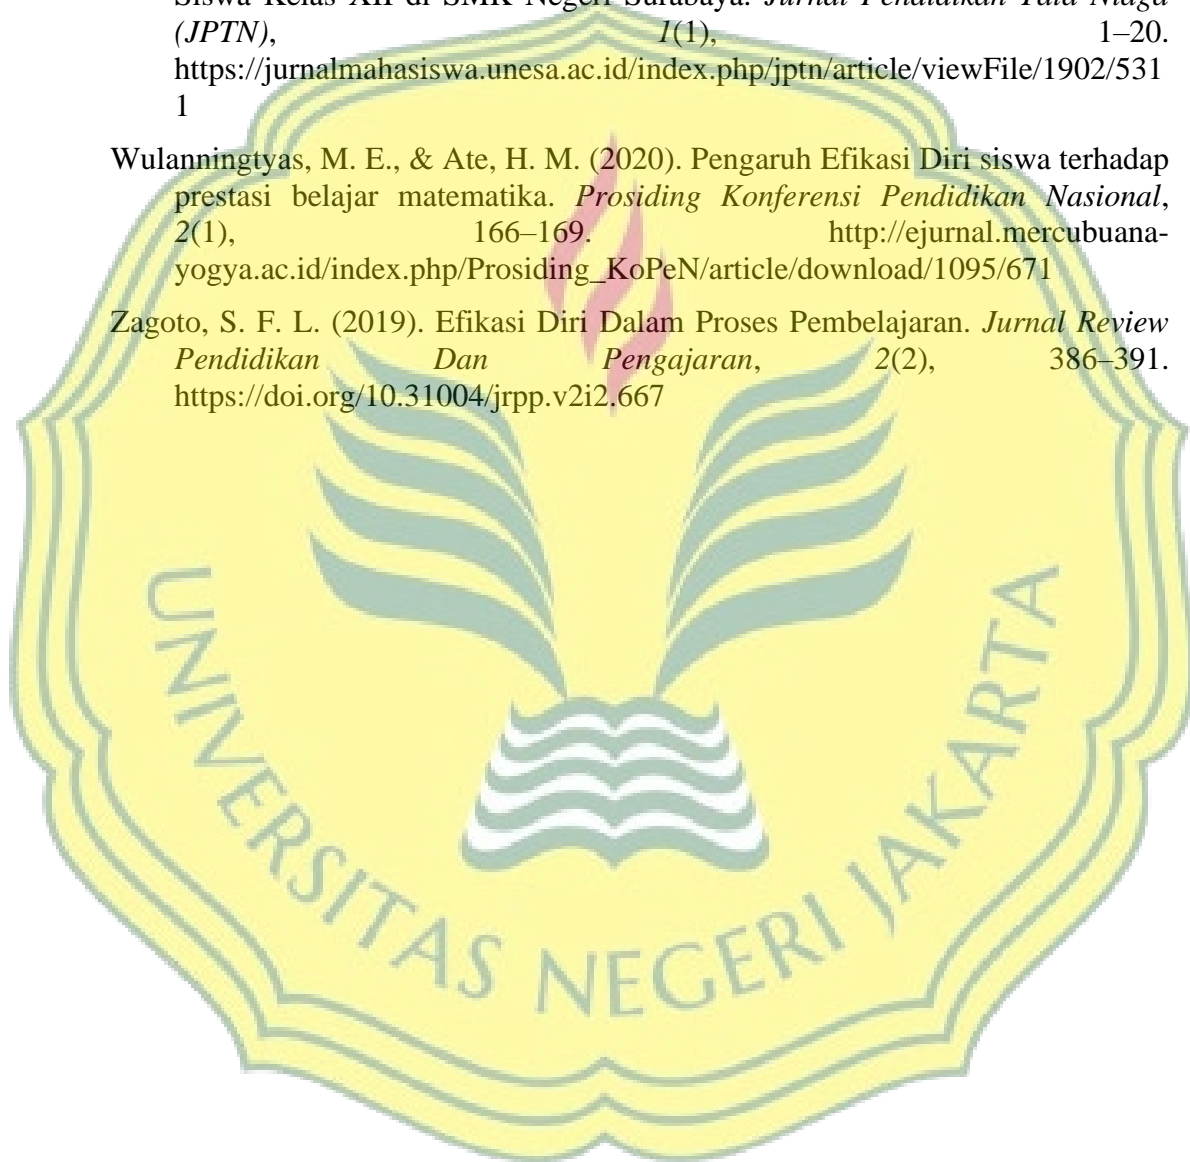 Siswa Kelas XII di SMK Negeri Surabaya. Jurnal Pendidikan Tata Niaga
(JPTN), 1(1), 1–20.
https://jurnalmahasiswa.unesa.ac.id/index.php/jptn/article/viewFile/1902/531
1
Wulanningtyas, M. E., & Ate, H. M. (2020). Pengaruh Efikasi Diri siswa terhadap
prestasi belajar matematika. Prosiding Konferensi Pendidikan Nasional,
2(1), 166–169. http://ejurnal.mercubuana-
yogya.ac.id/index.php/Prosiding_KoPeN/article/download/1095/671
Zagoto, S. F. L. (2019). Efikasi Diri Dalam Proses Pembelajaran. Jurnal Review
Pendidikan Dan Pengajaran, 2(2), 386–391.
https://doi.org/10.31004/jrpp.v2i2.667
UNIVERSITAS NEGERI JAKARTA